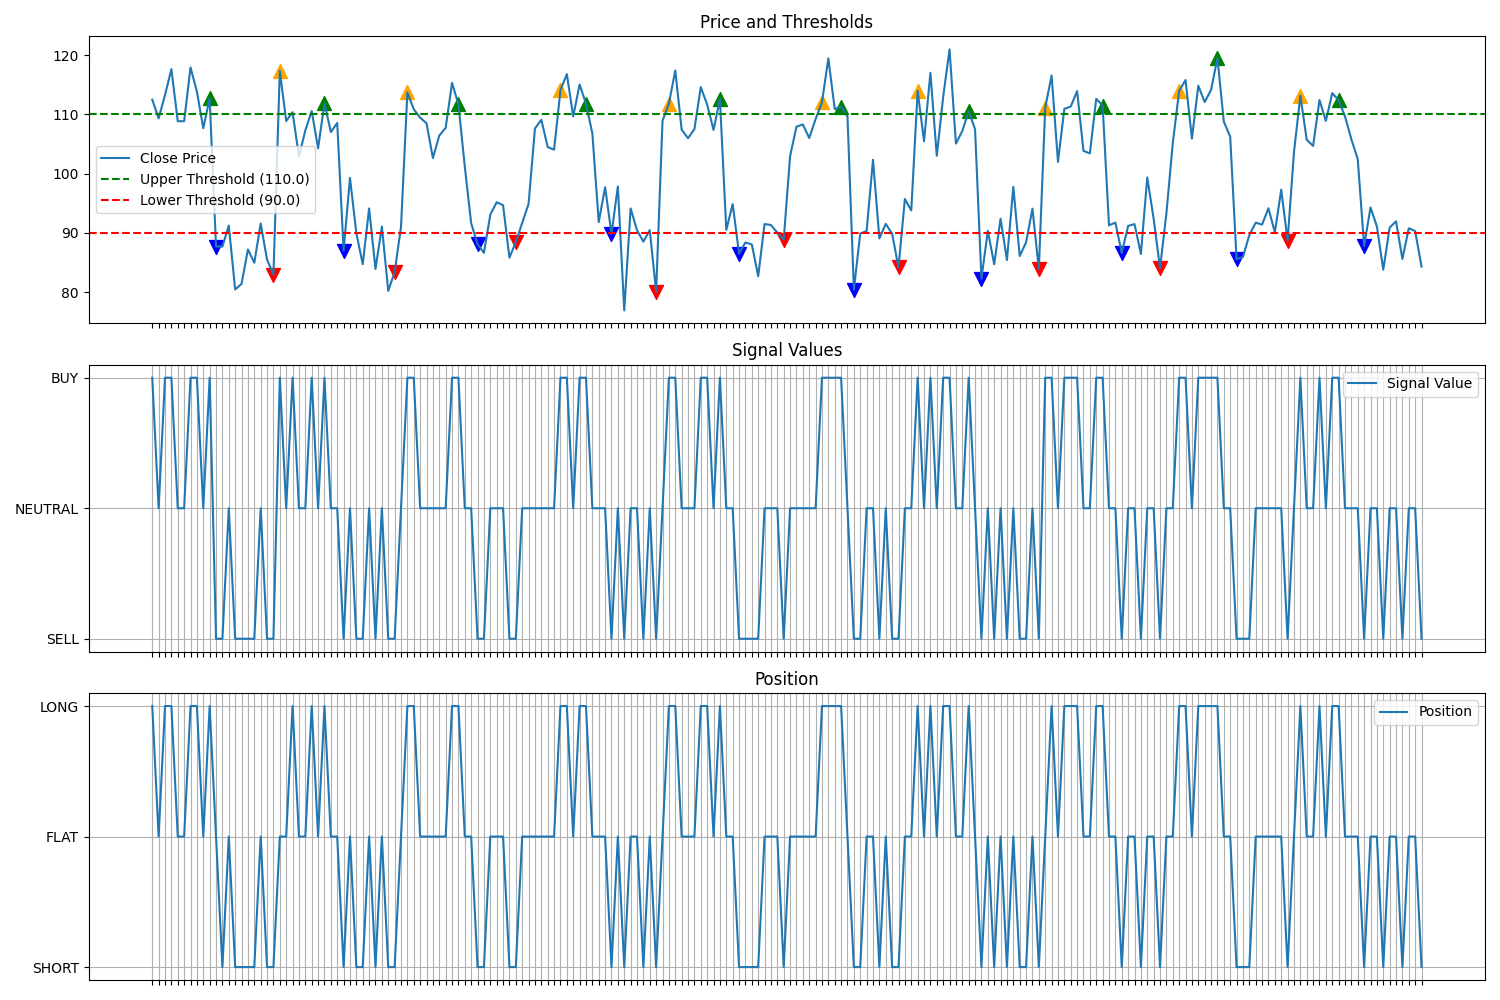 Price and Thresholds
120
110
100
90
80
Close Price
Upper Threshold (110.0)
Lower Threshold (90.0)
Signal Values
BUY
NEUTRAL
SELL
Signal Value
Position
LONG
FLAT
SHORT
Position